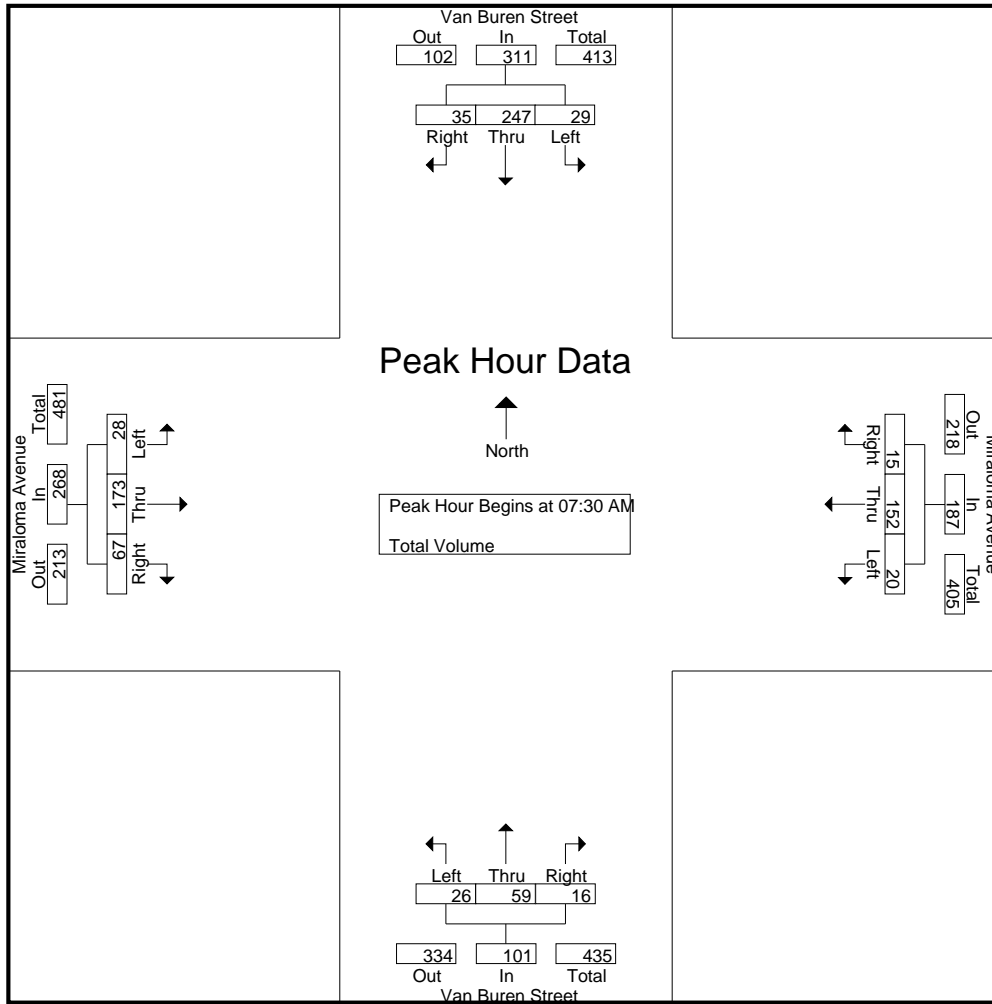 Van Buren Street
Out In Total
102 311 413
35 247 29
Right Thru Left
Peak Hour Data
North
Peak Hour Begins at 07:30 AM
Total Volume
Miraloma Avenue
Total In Out
481 268 213
28 173 67
Left Thru Right
Right Thru Left
15 152 20
Out In Total
218 187 405
Miraloma Avenue
Left Thru Right
26 59 16
334 101 435
Out In Total
Van Buren Street